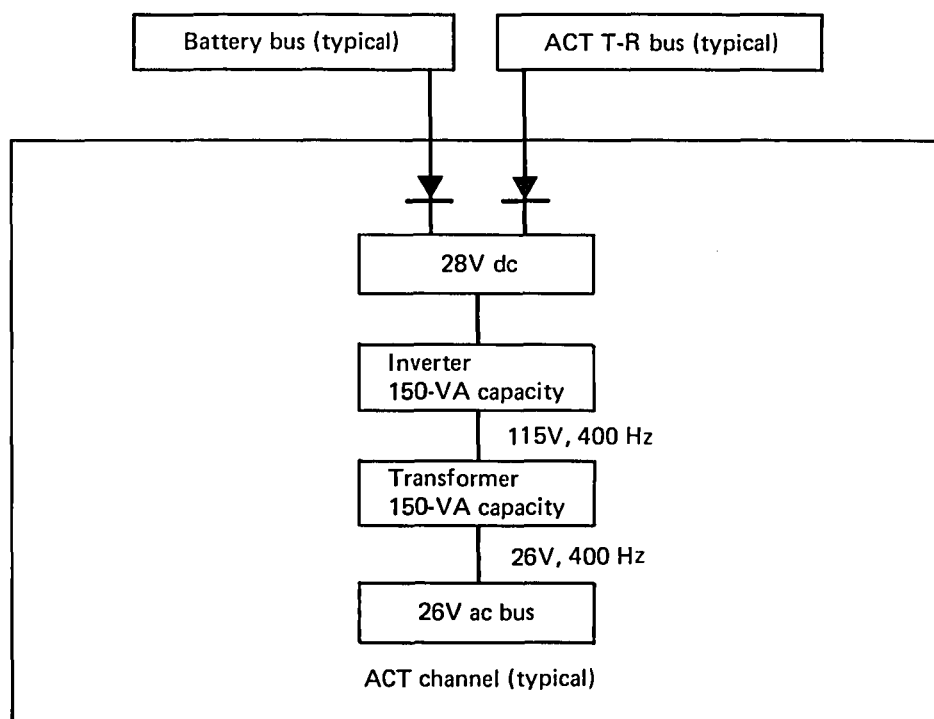 Battery bus (typical)
ACT T-R bus (typical)
28V dc
Inverter
150-VA capacity
115V, 400 Hz
Transformer
150-VA capacity
26V, 400 Hz
26V ac bus
ACT channel (typical)